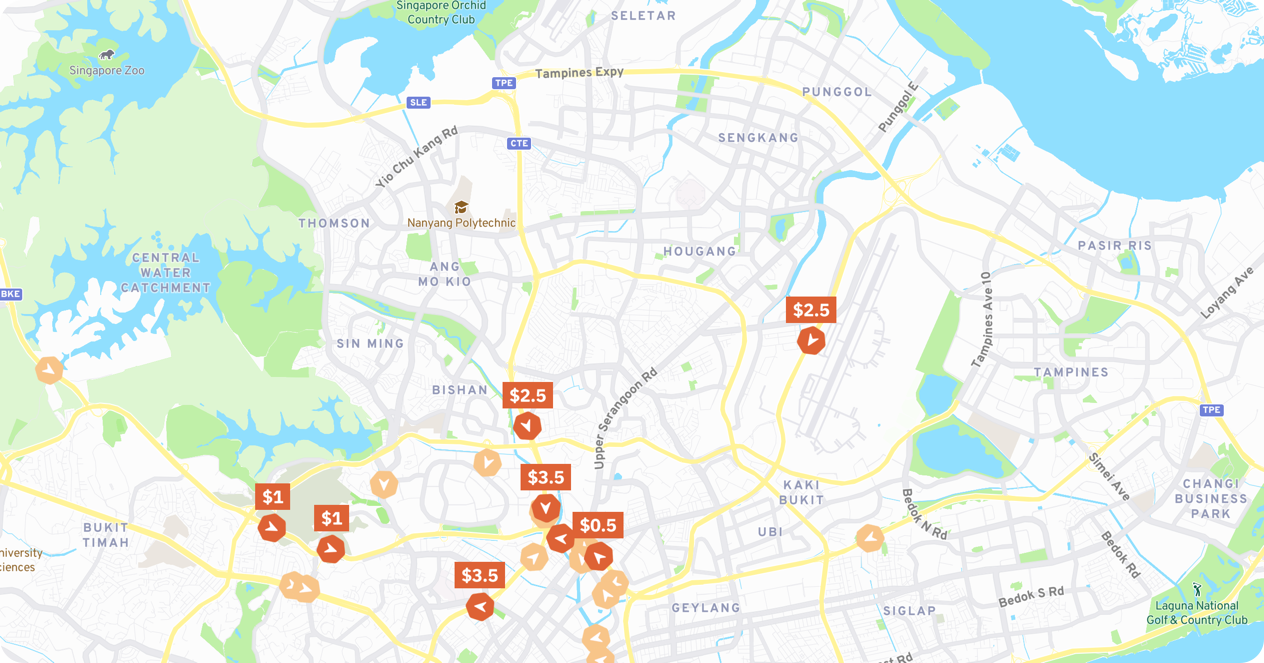 Singapore Orchid
Country Club
SELETAR
Singapore Zoo
Tampines Expy
TPE
PUNGGOL
SLE
Punggol E
CTE
SENGKANG
Yio Chu Kang Rd
THOMSON
Nanyang Polytechnic
HOUGANG
PASIR RIS
CENTRAL
WATER
CATCHMENT
ANG
MO KIO
BKE
Tampines Ave 10
Loyang Ave
$2.5
SIN MING
TAMPINES
BISHAN
$2.5
Upper Serangoon Rd
TPE
$3.5
KAKI
BUKIT
Simei Ave
CHANGI
BUSINESS
PARK
$1
$1
$0.5
Bedok N Rd
BUKIT
TIMAH
UBI
Bedok Rd
niversity
ciences
$3.5
GEYLANG
SIGLAP
Bedok S Rd
Laguna National
Golf & Country Club
st Rd